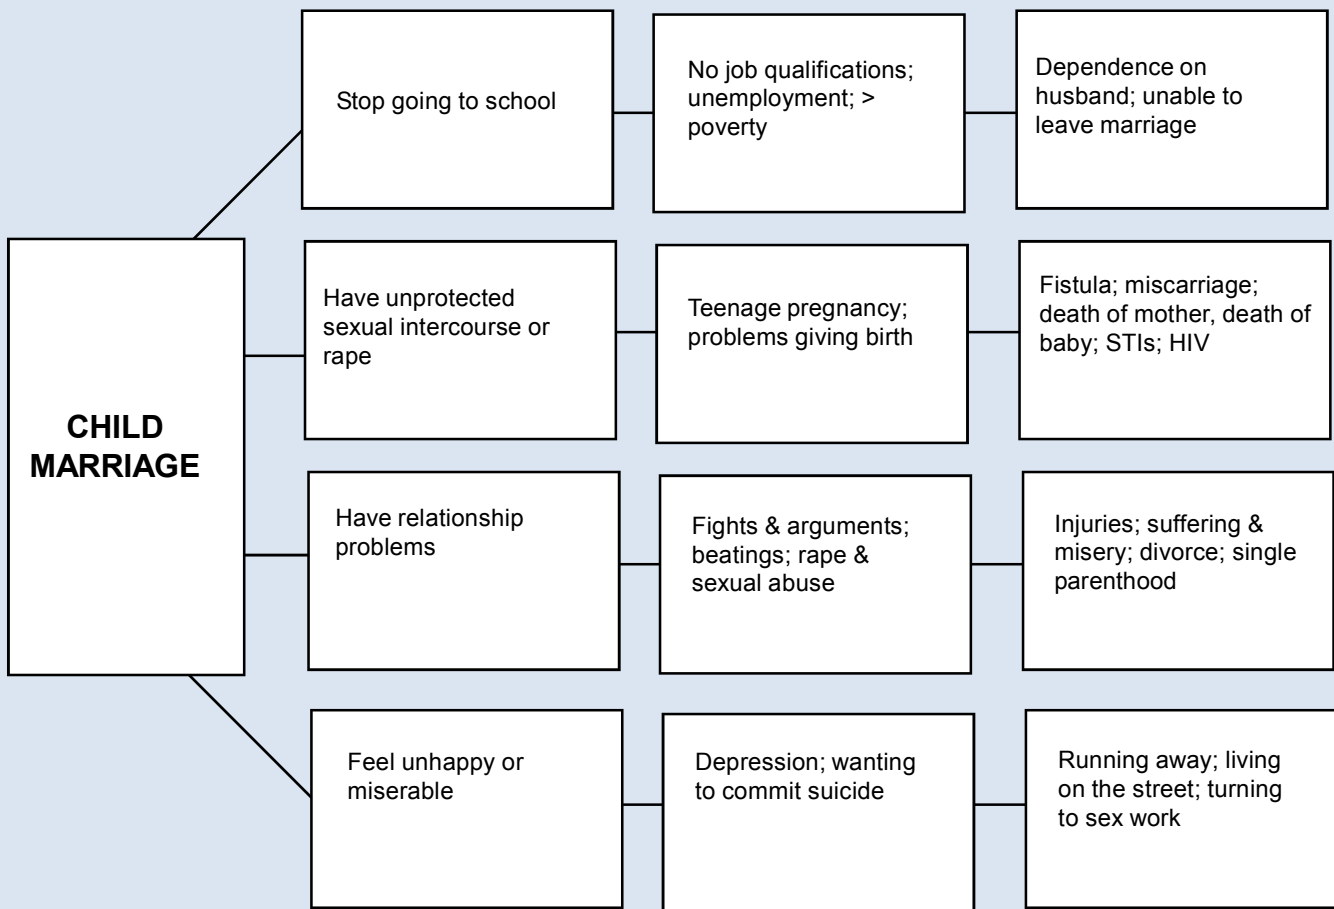 CHILD
MARRIAGE
Stop going to school
No job qualifications;
unemployment; >
poverty
Dependence on
husband; unable to
leave marriage
Have unprotected
sexual intercourse or
rape
Teenage pregnancy;
problems giving birth
Fistula; miscarriage;
death of mother, death of
baby; STIs; HIV
Have relationship
problems
Fights & arguments;
beatings; rape &
sexual abuse
Injuries; suffering &
misery; divorce; single
parenthood
Feel unhappy or
miserable
Depression; wanting
to commit suicide
Running away; living
on the street; turning
to sex work